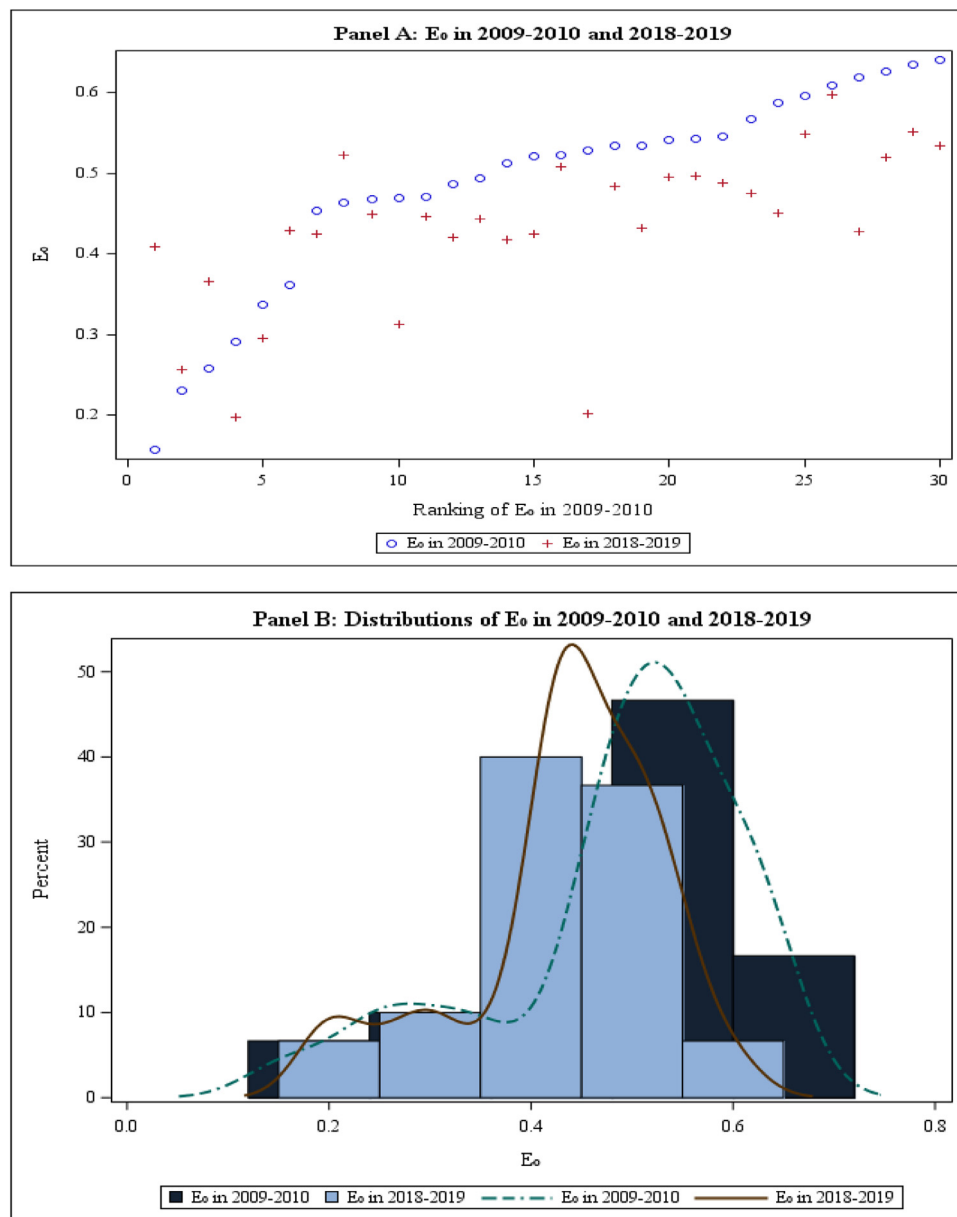 Panel A: E₀ in 2009-2010 and 2018-2019
0.6
0.5
0.4
0.3
0.2
E₀
0 5 10 15 20 25 30
Ranking of E₀ in 2009-2010
E₀ in 2009-2010 E₀ in 2018-2019
Panel B: Distributions of E₀ in 2009-2010 and 2018-2019
50
40
30
20
10
0
Percent
0.0 0.2 0.4 0.6 0.8
E₀
E₀ in 2009-2010 E₀ in 2018-2019 E₀ in 2009-2010 E₀ in 2018-2019